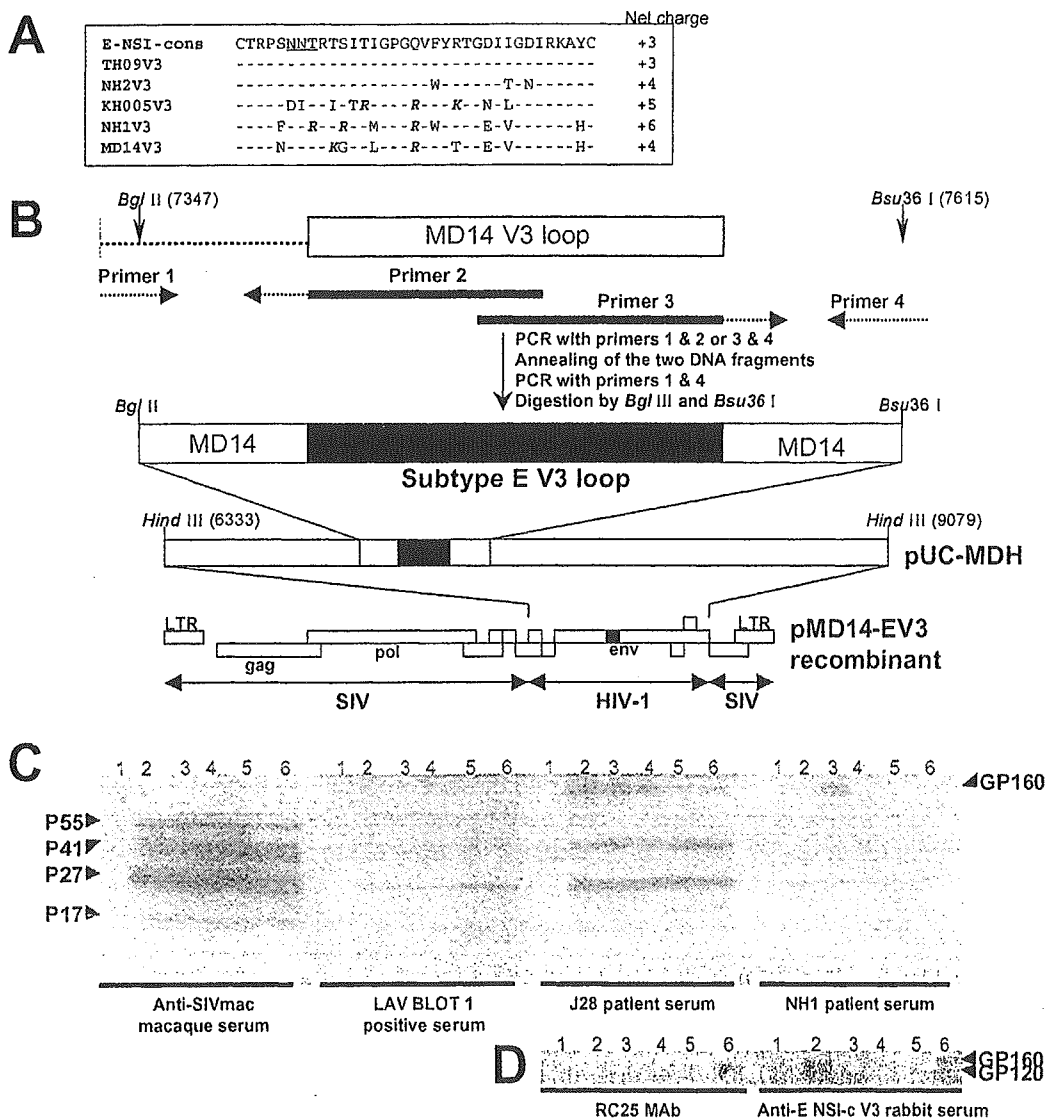 A
Net charge
E-NSI-cons CTRPSNNTRTSITIGPGQVFYRTGDIIGDIRKAYC +3
TH09V3 ----------------------------------- +3
NH2V3 --------------------W------T-N----- +4
KH005V3 -----DI--I-TR----R---K--N-L-------- +5
NH1V3 ----F--R--R--M---R-W----E-V-----H- +6
MD14V3 ----N----KG--L---R---T--E-V-----H- +4
B
Bgl II (7347)
Bsu36 I (7615)
MD14 V3 loop
Primer 1
Primer 2
Primer 3
Primer 4
PCR with primers 1 & 2 or 3 & 4
Annealing of the two DNA fragments
PCR with primers 1 & 4
Digestion by Bgl III and Bsu36 I
Bgl II
Bsu36 I
MD14
MD14
Subtype E V3 loop
Hind III (6333)
Hind III (9079)
pUC-MDH
LTR
gag
pol
env
LTR
pMD14-EV3
recombinant
SIV
HIV-1
SIV
C
1 2 3 4 5 6
1 2 3 4 5 6
1 2 3 4 5 6
1 2 3 4 5 6
GP160
P55
P41
P27
P17
Anti-SIVmac
macaque serum
LAV BLOT 1
positive serum
J28 patient serum
NH1 patient serum
D
1 2 3 4 5 6
1 2 3 4 5 6
GP160
GP120
RC25 MAb
Anti-E NSI-c V3 rabbit serum